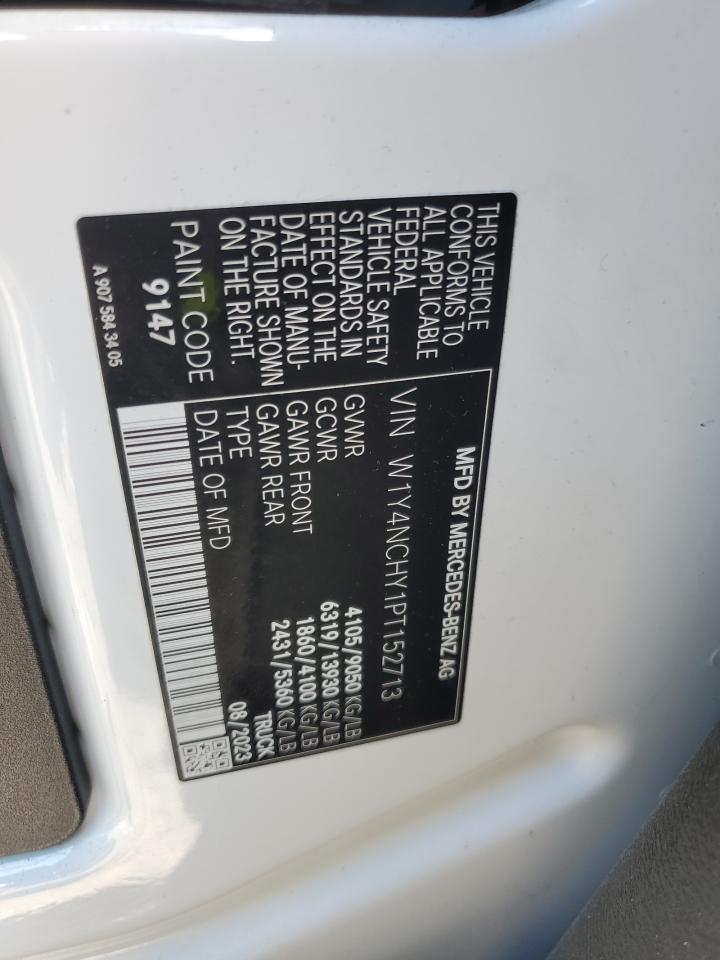 THIS VEHICLE
CONFORMS TO
ALL APPLICABLE
FEDERAL
VEHICLE SAFETY
STANDARDS IN
EFFECT ON THE
DATE OF MANU-
FACTURE SHOWN
ON THE RIGHT.
PAINT CODE
9147
A 907 584 34 05
MFD BY MERCEDES-BENZ AG
VIN W1Y4NCHY1PT152713
GVWR 4105/9050 KG/LB
GCWR 6319/13930 KG/LB
GAWR FRONT 1860/4100 KG/LB
GAWR REAR 2431/5360 KG/LB
TYPE TRUCK
DATE OF MFD 08/2023